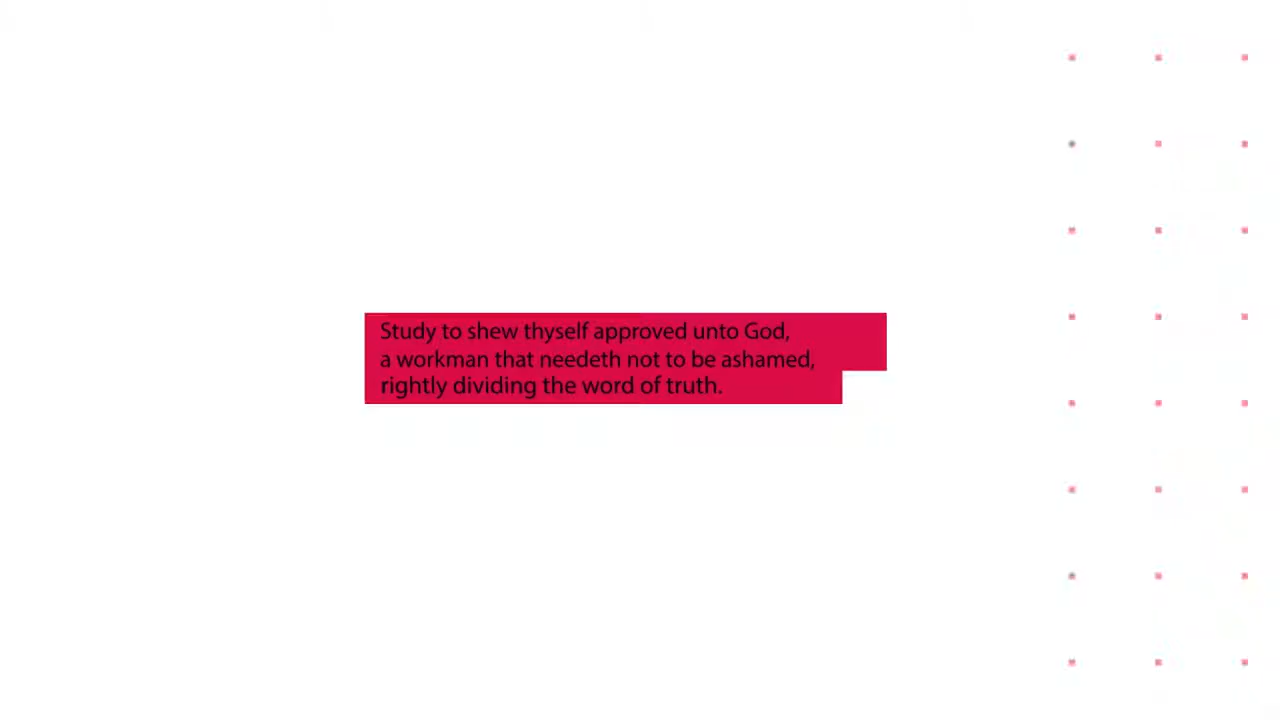 Study to shew thyself approved unto God,
a workman that needeth not to be ashamed,
rightly dividing the word of truth.